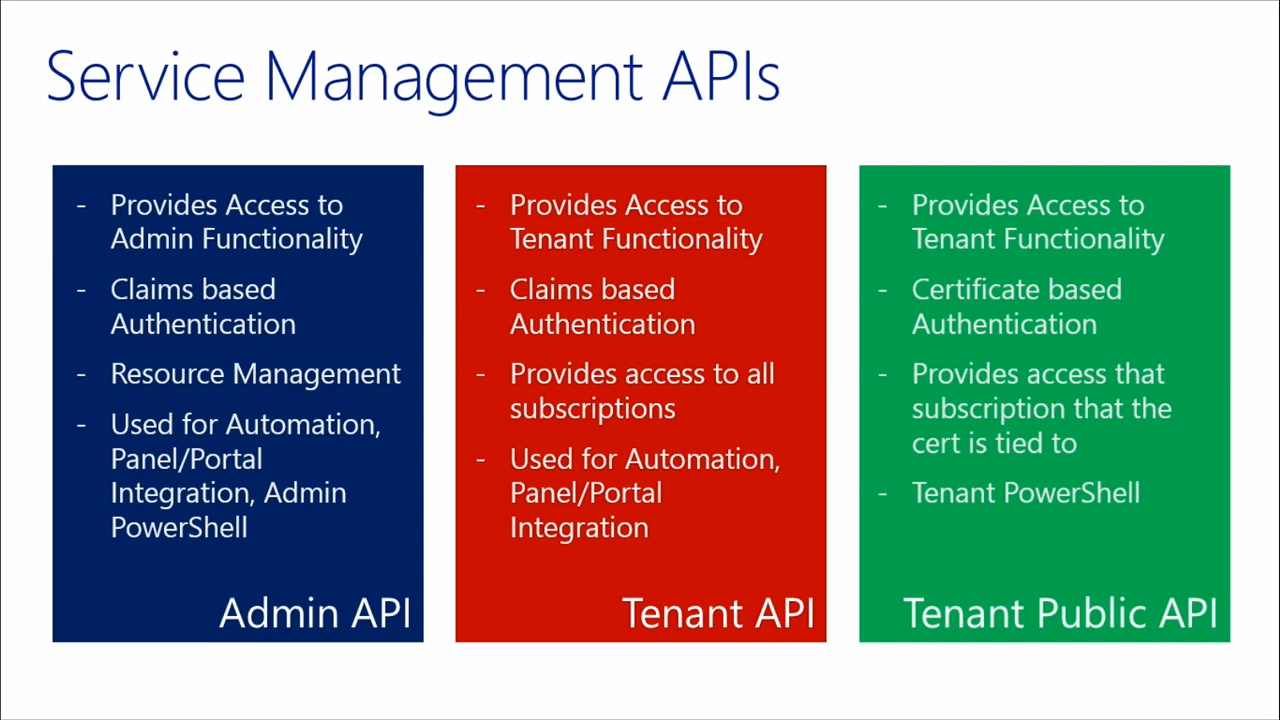 Service Management APIs
- Provides Access to
Admin Functionality
- Claims based
Authentication
- Resource Management
- Used for Automation,
Panel/Portal
Integration, Admin
PowerShell
Admin API
- Provides Access to
Tenant Functionality
- Claims based
Authentication
- Provides access to all
subscriptions
- Used for Automation,
Panel/Portal
Integration
Tenant API
- Provides Access to
Tenant Functionality
- Certificate based
Authentication
- Provides access that
subscription that the
cert is tied to
- Tenant PowerShell
Tenant Public API